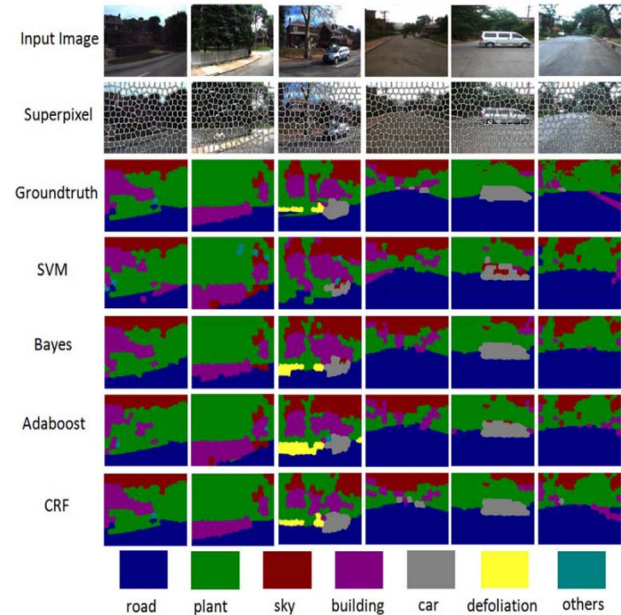 Input Image
Superpixel
Groundtruth
SVM
Bayes
Adaboost
CRF
road plant sky building car defoliation others